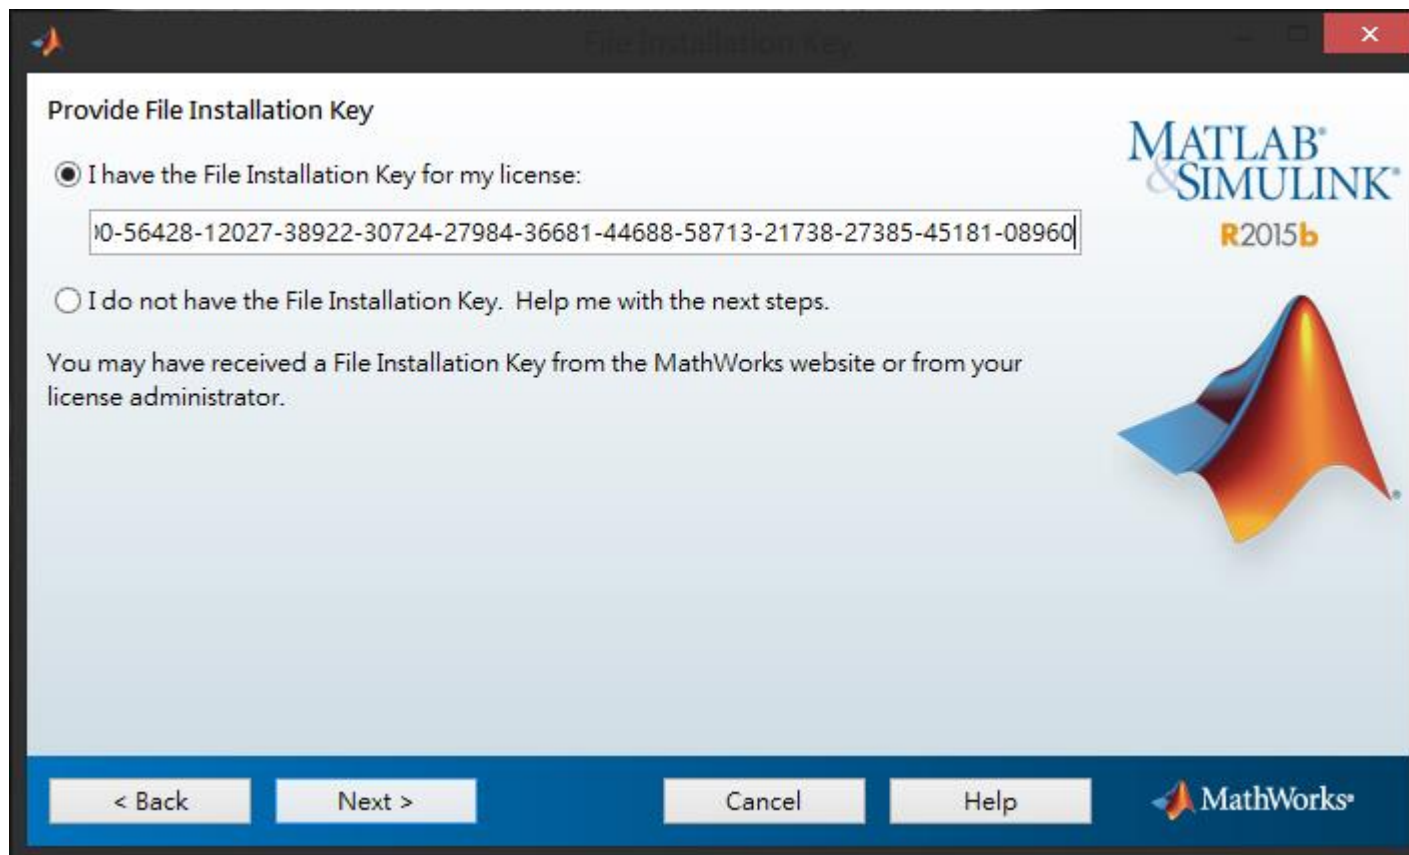 File Installation Key
Provide File Installation Key
I have the File Installation Key for my license:
0-56428-12027-38922-30724-27984-36681-44688-58713-21738-27385-45181-08960
I do not have the File Installation Key. Help me with the next steps.
You may have received a File Installation Key from the MathWorks website or from your
license administrator.
MATLAB®
&SIMULINK®
R2015b
< Back
Next >
Cancel
Help
MathWorks®